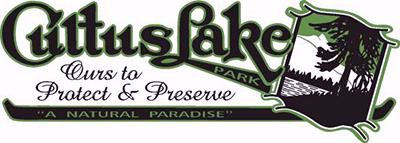 Cultus Lake
PARK
Ours to
Protect & Preserve
"A NATURAL PARADISE"